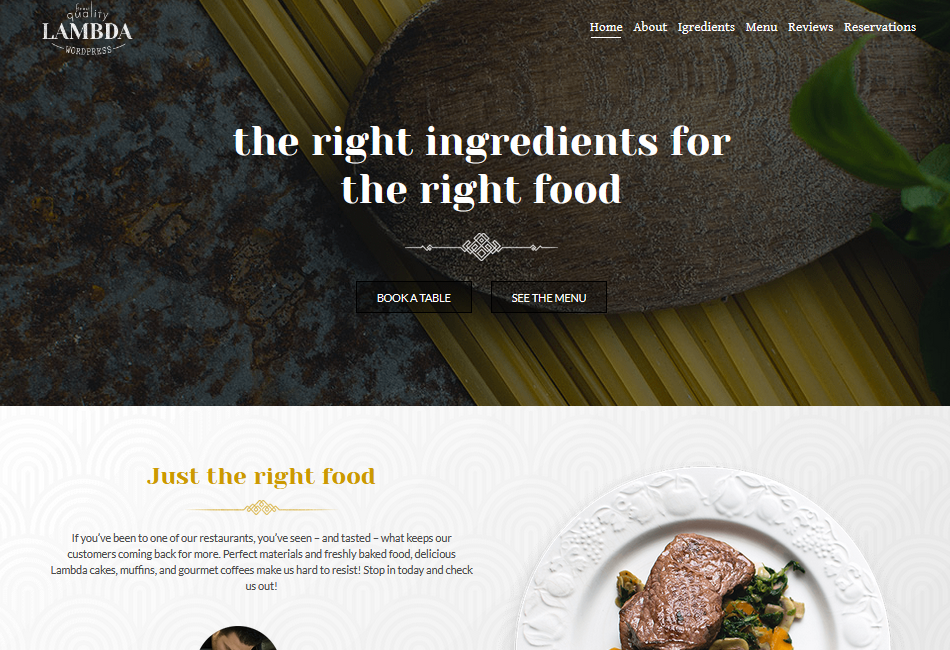 finest
quality
LAMBDA
WORDPRESS
Home About Igredients Menu Reviews Reservations
the right ingredients for
the right food
BOOK A TABLE SEE THE MENU
Just the right food
If you've been to one of our restaurants, you've seen – and tasted – what keeps our
customers coming back for more. Perfect materials and freshly baked food, delicious
Lambda cakes, muffins, and gourmet coffees make us hard to resist! Stop in today and check
us out!